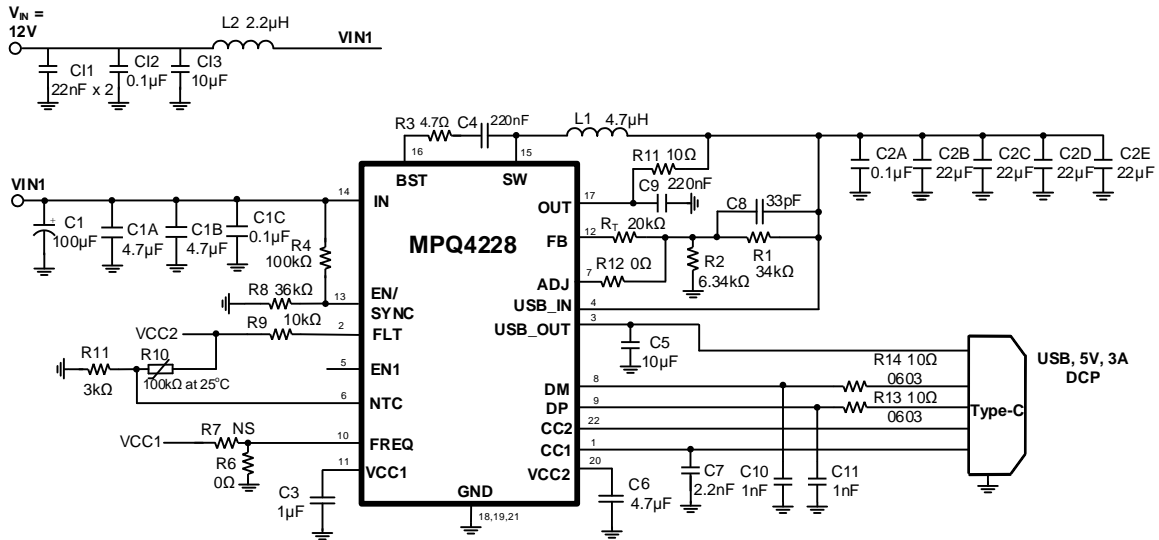 VIN =
12V
L2 2.2µH
VIN1
CI1
22nF x 2
CI2
0.1µF
CI3
10µF
R3 4.7Ω C4 220nF
L1 4.7µH
16
15
BST
SW
C2A
0.1µF
C2B
22µF
C2C
22µF
C2D
22µF
C2E
22µF
R11 10Ω
17
C9 220nF
OUT
C8 33pF
VIN1
14
IN
C1
+
100µF
C1A
4.7µF
C1B
4.7µF
C1C
0.1µF
R4
100kΩ
MPQ4228
FB
12
RT 20kΩ
R2
6.34kΩ
R1
34kΩ
ADJ
7
R12 0Ω
R8 36kΩ
13
EN/
SYNC
USB_IN
4
VCC2
R9 10kΩ
2
FLT
USB_OUT
3
C5
10µF
R11
3kΩ
R10
100kΩ at 25°C
5
EN1
6
NTC
DM
8
R14 10Ω
0603
DP
9
R13 10Ω
0603
CC2
22
CC1
1
Type-C
USB, 5V, 3A
DCP
VCC1
R7 NS
10
FREQ
R6
0Ω
11
VCC1
VCC2
20
C3
1µF
GND
18,19,21
C6
4.7µF
C7
2.2nF
C10
1nF
C11
1nF